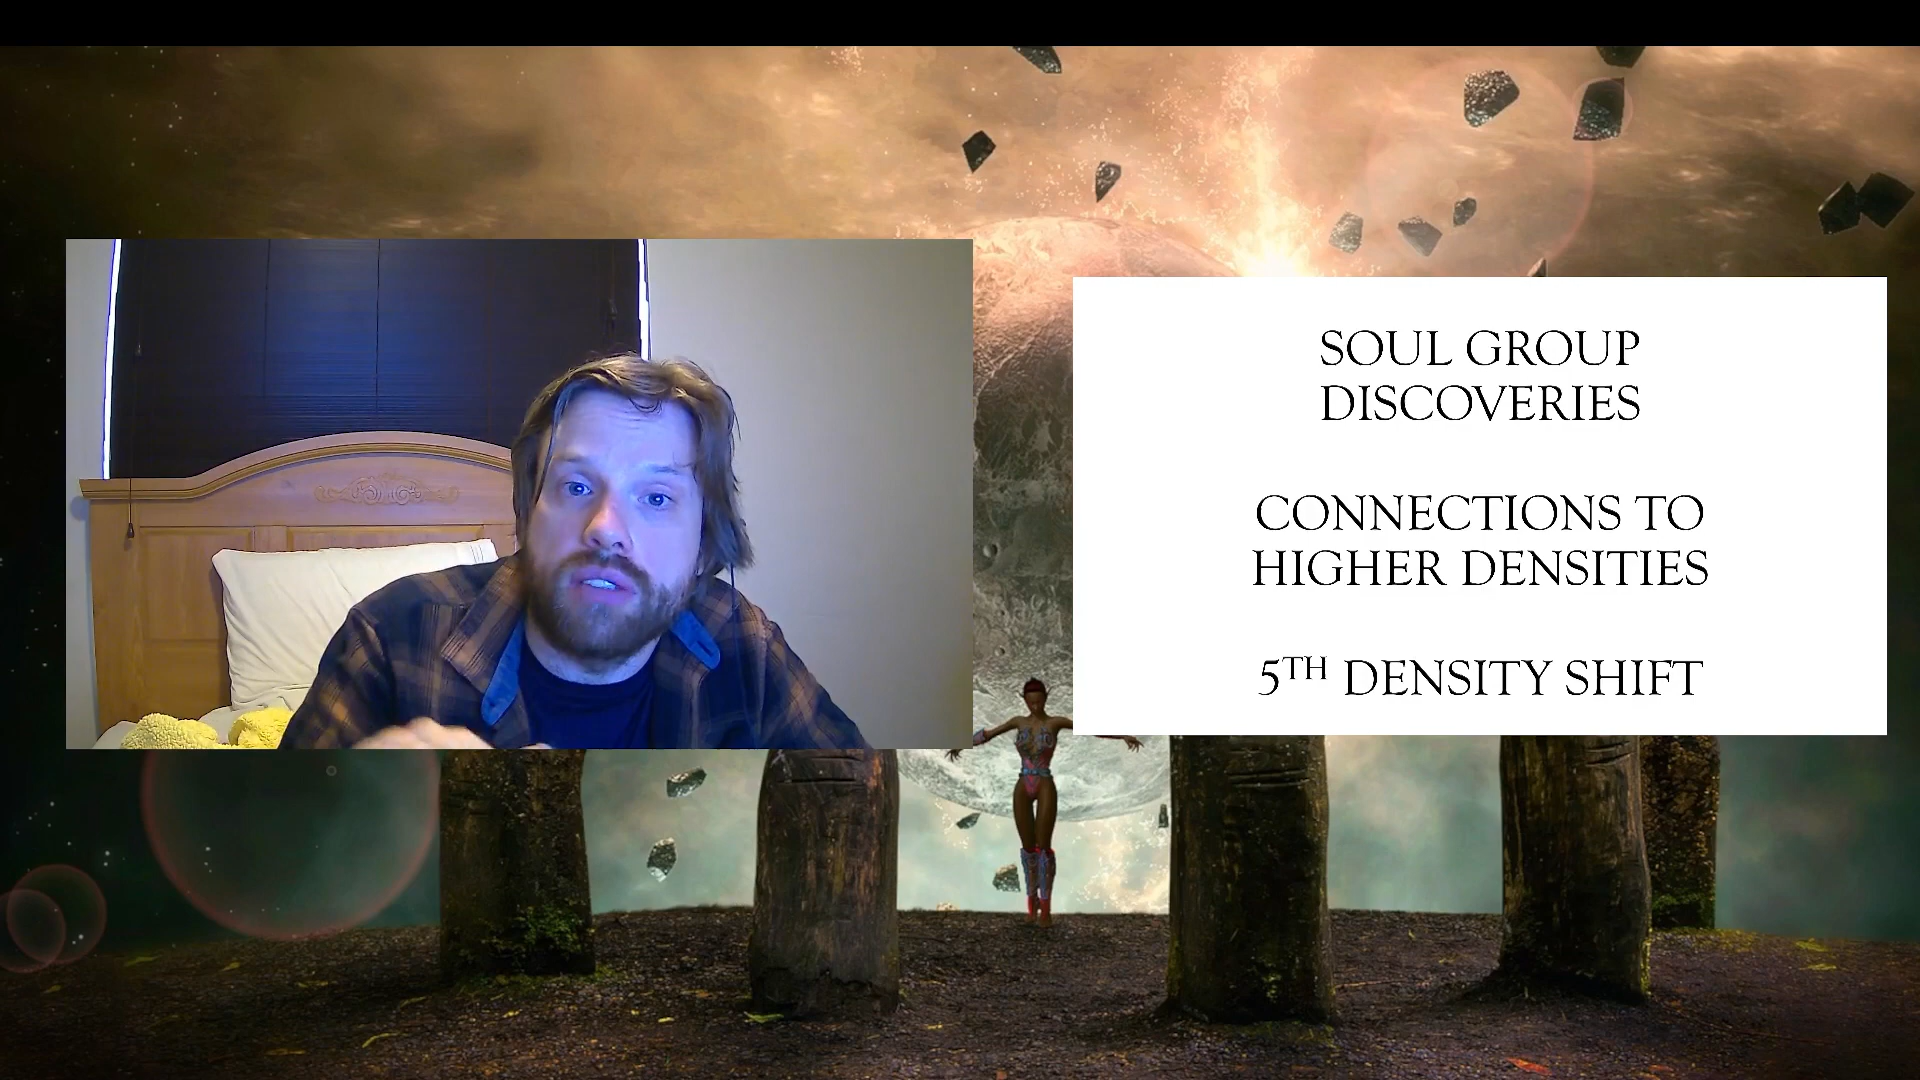 SOUL GROUP
DISCOVERIES
CONNECTIONS TO
HIGHER DENSITIES
5TH DENSITY SHIFT